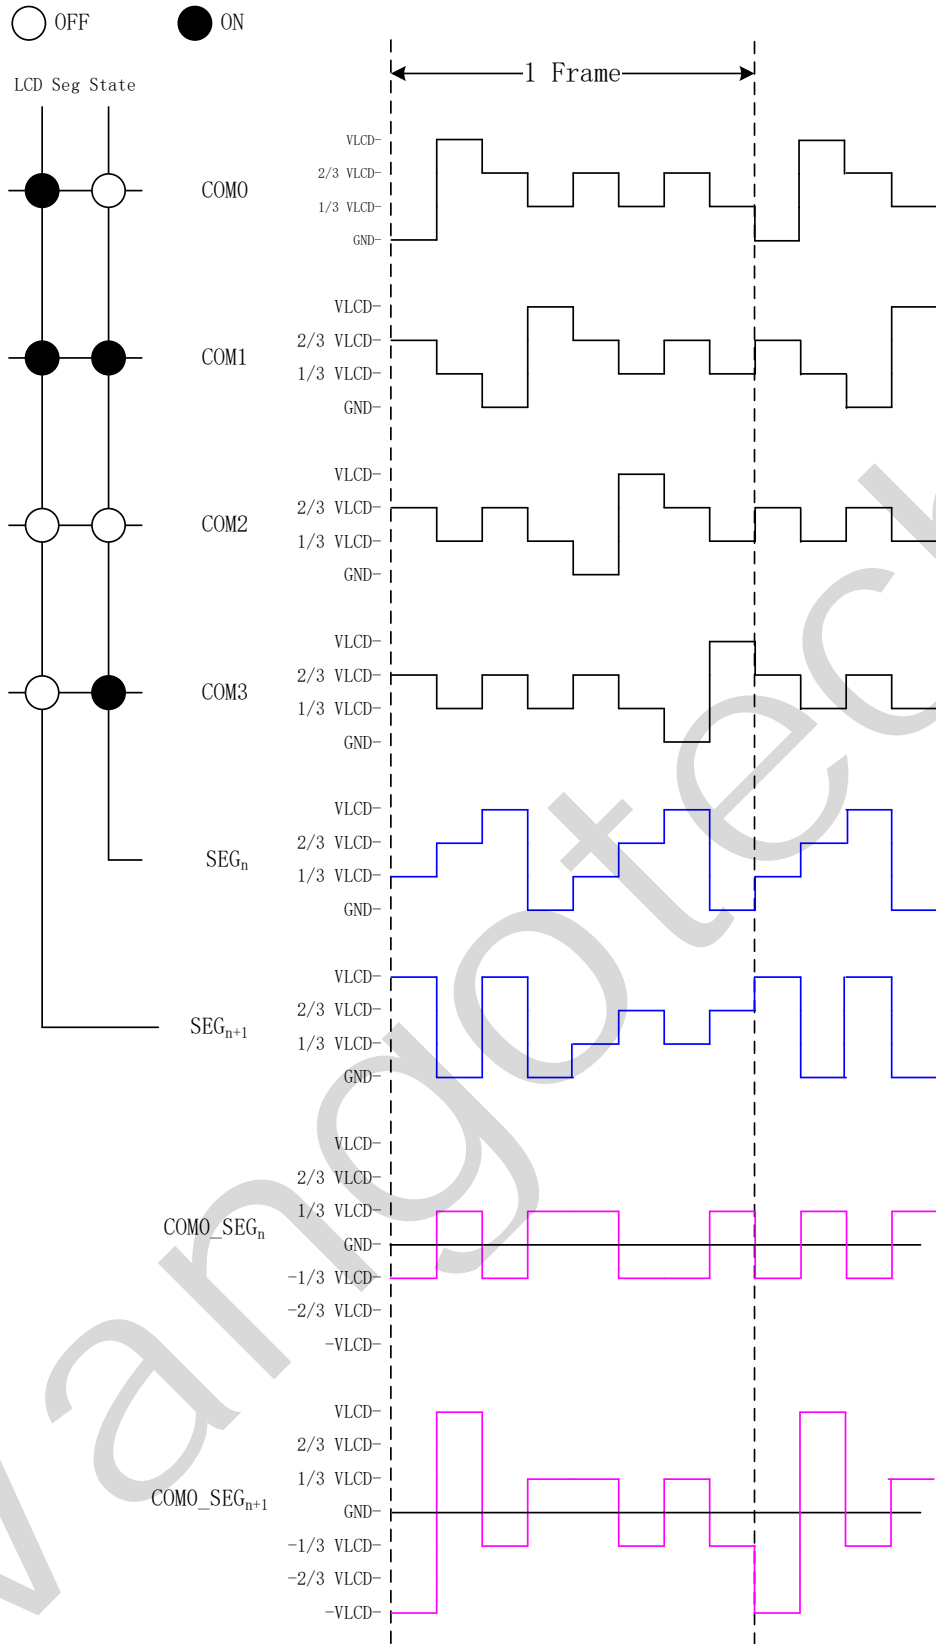 OFF ON
1 Frame
LCD Seg State
VLCD
2/3 VLCD
COM0
1/3 VLCD
GND
VLCD
2/3 VLCD
COM1
1/3 VLCD
GND
VLCD
2/3 VLCD
COM2
1/3 VLCD
GND
VLCD
2/3 VLCD
COM3
1/3 VLCD
GND
VLCD
2/3 VLCD
SEGn
1/3 VLCD
GND
VLCD
2/3 VLCD
SEGn+1
1/3 VLCD
GND
VLCD
2/3 VLCD
1/3 VLCD
COM0_SEGn
GND
-1/3 VLCD
-2/3 VLCD
-VLCD
VLCD
2/3 VLCD
1/3 VLCD
COM0_SEGn+1
GND
-1/3 VLCD
-2/3 VLCD
-VLCD
Vangotech